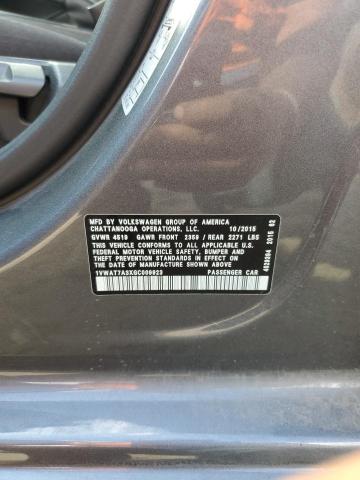 MFD BY VOLKSWAGEN GROUP OF AMERICA
CHATTANOOGA OPERATIONS, LLC. 10/2015
GVWR 4519 GAWR FRONT 2359 / REAR 2271 LBS
THIS VEHICLE CONFORMS TO ALL APPLICABLE U.S.
FEDERAL MOTOR VEHICLE SAFETY, BUMPER AND
THEFT PREVENTION STANDARDS IN EFFECT ON THE
DATE OF MANUFACTURE
1VWAT7A3XGC009923 PASSENGER CAR
2015 62